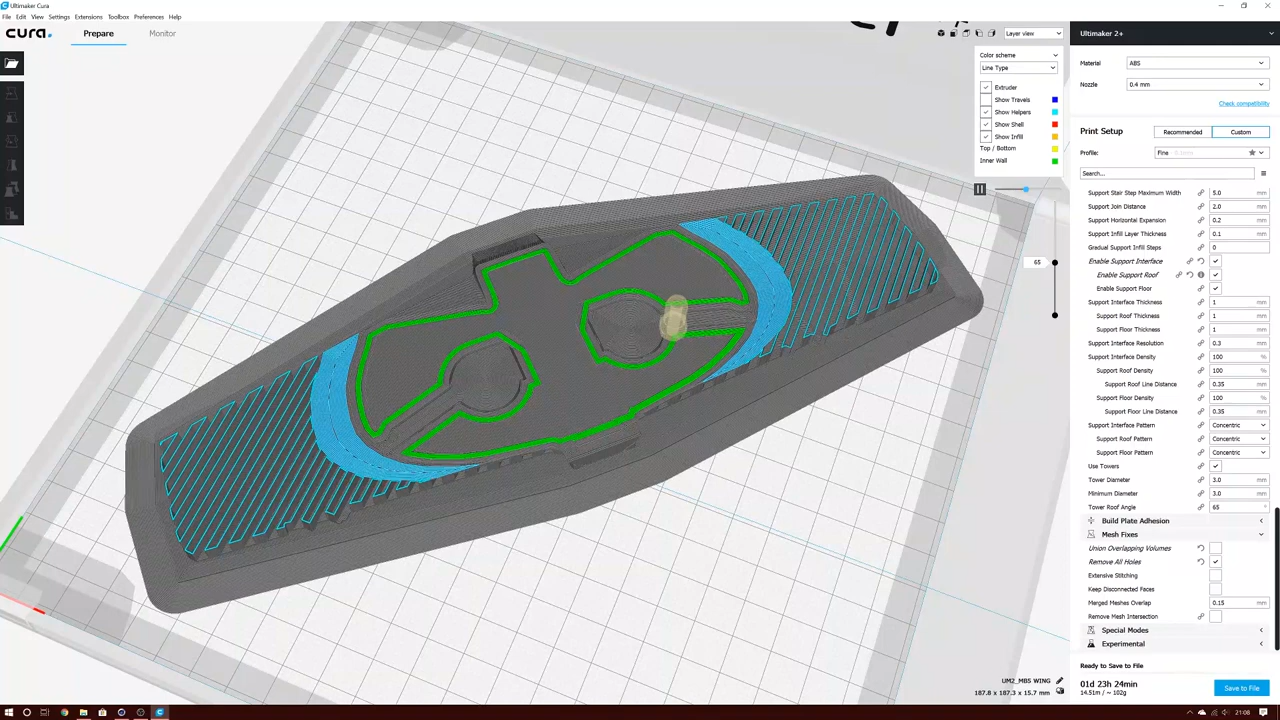 Ultimaker Cura
File Edit View Settings Extensions Toolbox Preferences Help
cura.
Prepare
Monitor
Layer view
Color scheme
Line Type
Extruder
Show Travels
Show Helpers
Show Shell
Show Infill
Top / Bottom
Inner Wall
65
UM2_MBS WING
187.8 x 187.3 x 15.7 mm
Ultimaker 2+
Material ABS
Nozzle 0.4 mm
Check compatibility
Print Setup Recommended Custom
Profile: Fine - 0.1mm
Search...
Support Stair Step Maximum Width 5.0 mm
Support Join Distance 2.0 mm
Support Horizontal Expansion 0.2 mm
Support Infill Layer Thickness 0.1 mm
Gradual Support Infill Steps 0
Enable Support Interface
Enable Support Roof
Enable Support Floor
Support Interface Thickness 1 mm
Support Roof Thickness 1 mm
Support Floor Thickness 1 mm
Support Interface Resolution 0.3 mm
Support Interface Density 100 %
Support Roof Density 100 %
Support Roof Line Distance 0.35 mm
Support Floor Density 100 %
Support Floor Line Distance 0.35 mm
Support Interface Pattern Concentric
Support Roof Pattern Concentric
Support Floor Pattern Concentric
Use Towers
Tower Diameter 3.0 mm
Minimum Diameter 3.0 mm
Tower Roof Angle 65 °
Build Plate Adhesion
Mesh Fixes
Union Overlapping Volumes
Remove All Holes
Extensive Stitching
Keep Disconnected Faces
Merged Meshes Overlap 0.15 mm
Remove Mesh Intersection
Special Modes
Experimental
Ready to Save to File
01d 23h 24min
14.51m / ~ 102g
Save to File
21:08